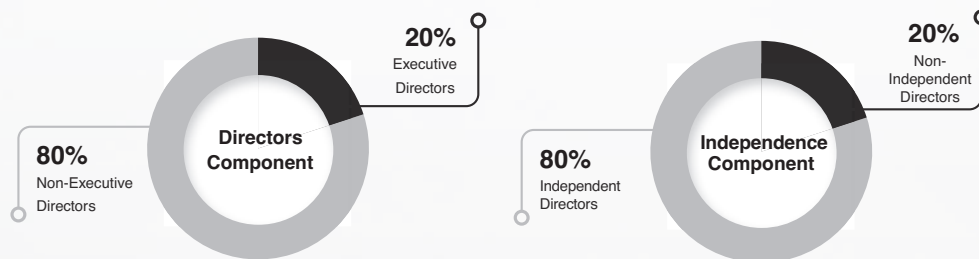 20%
Executive
Directors
Directors
Component
80%
Non-Executive
Directors
20%
Non-
Independent
Directors
Independence
Component
80%
Independent
Directors